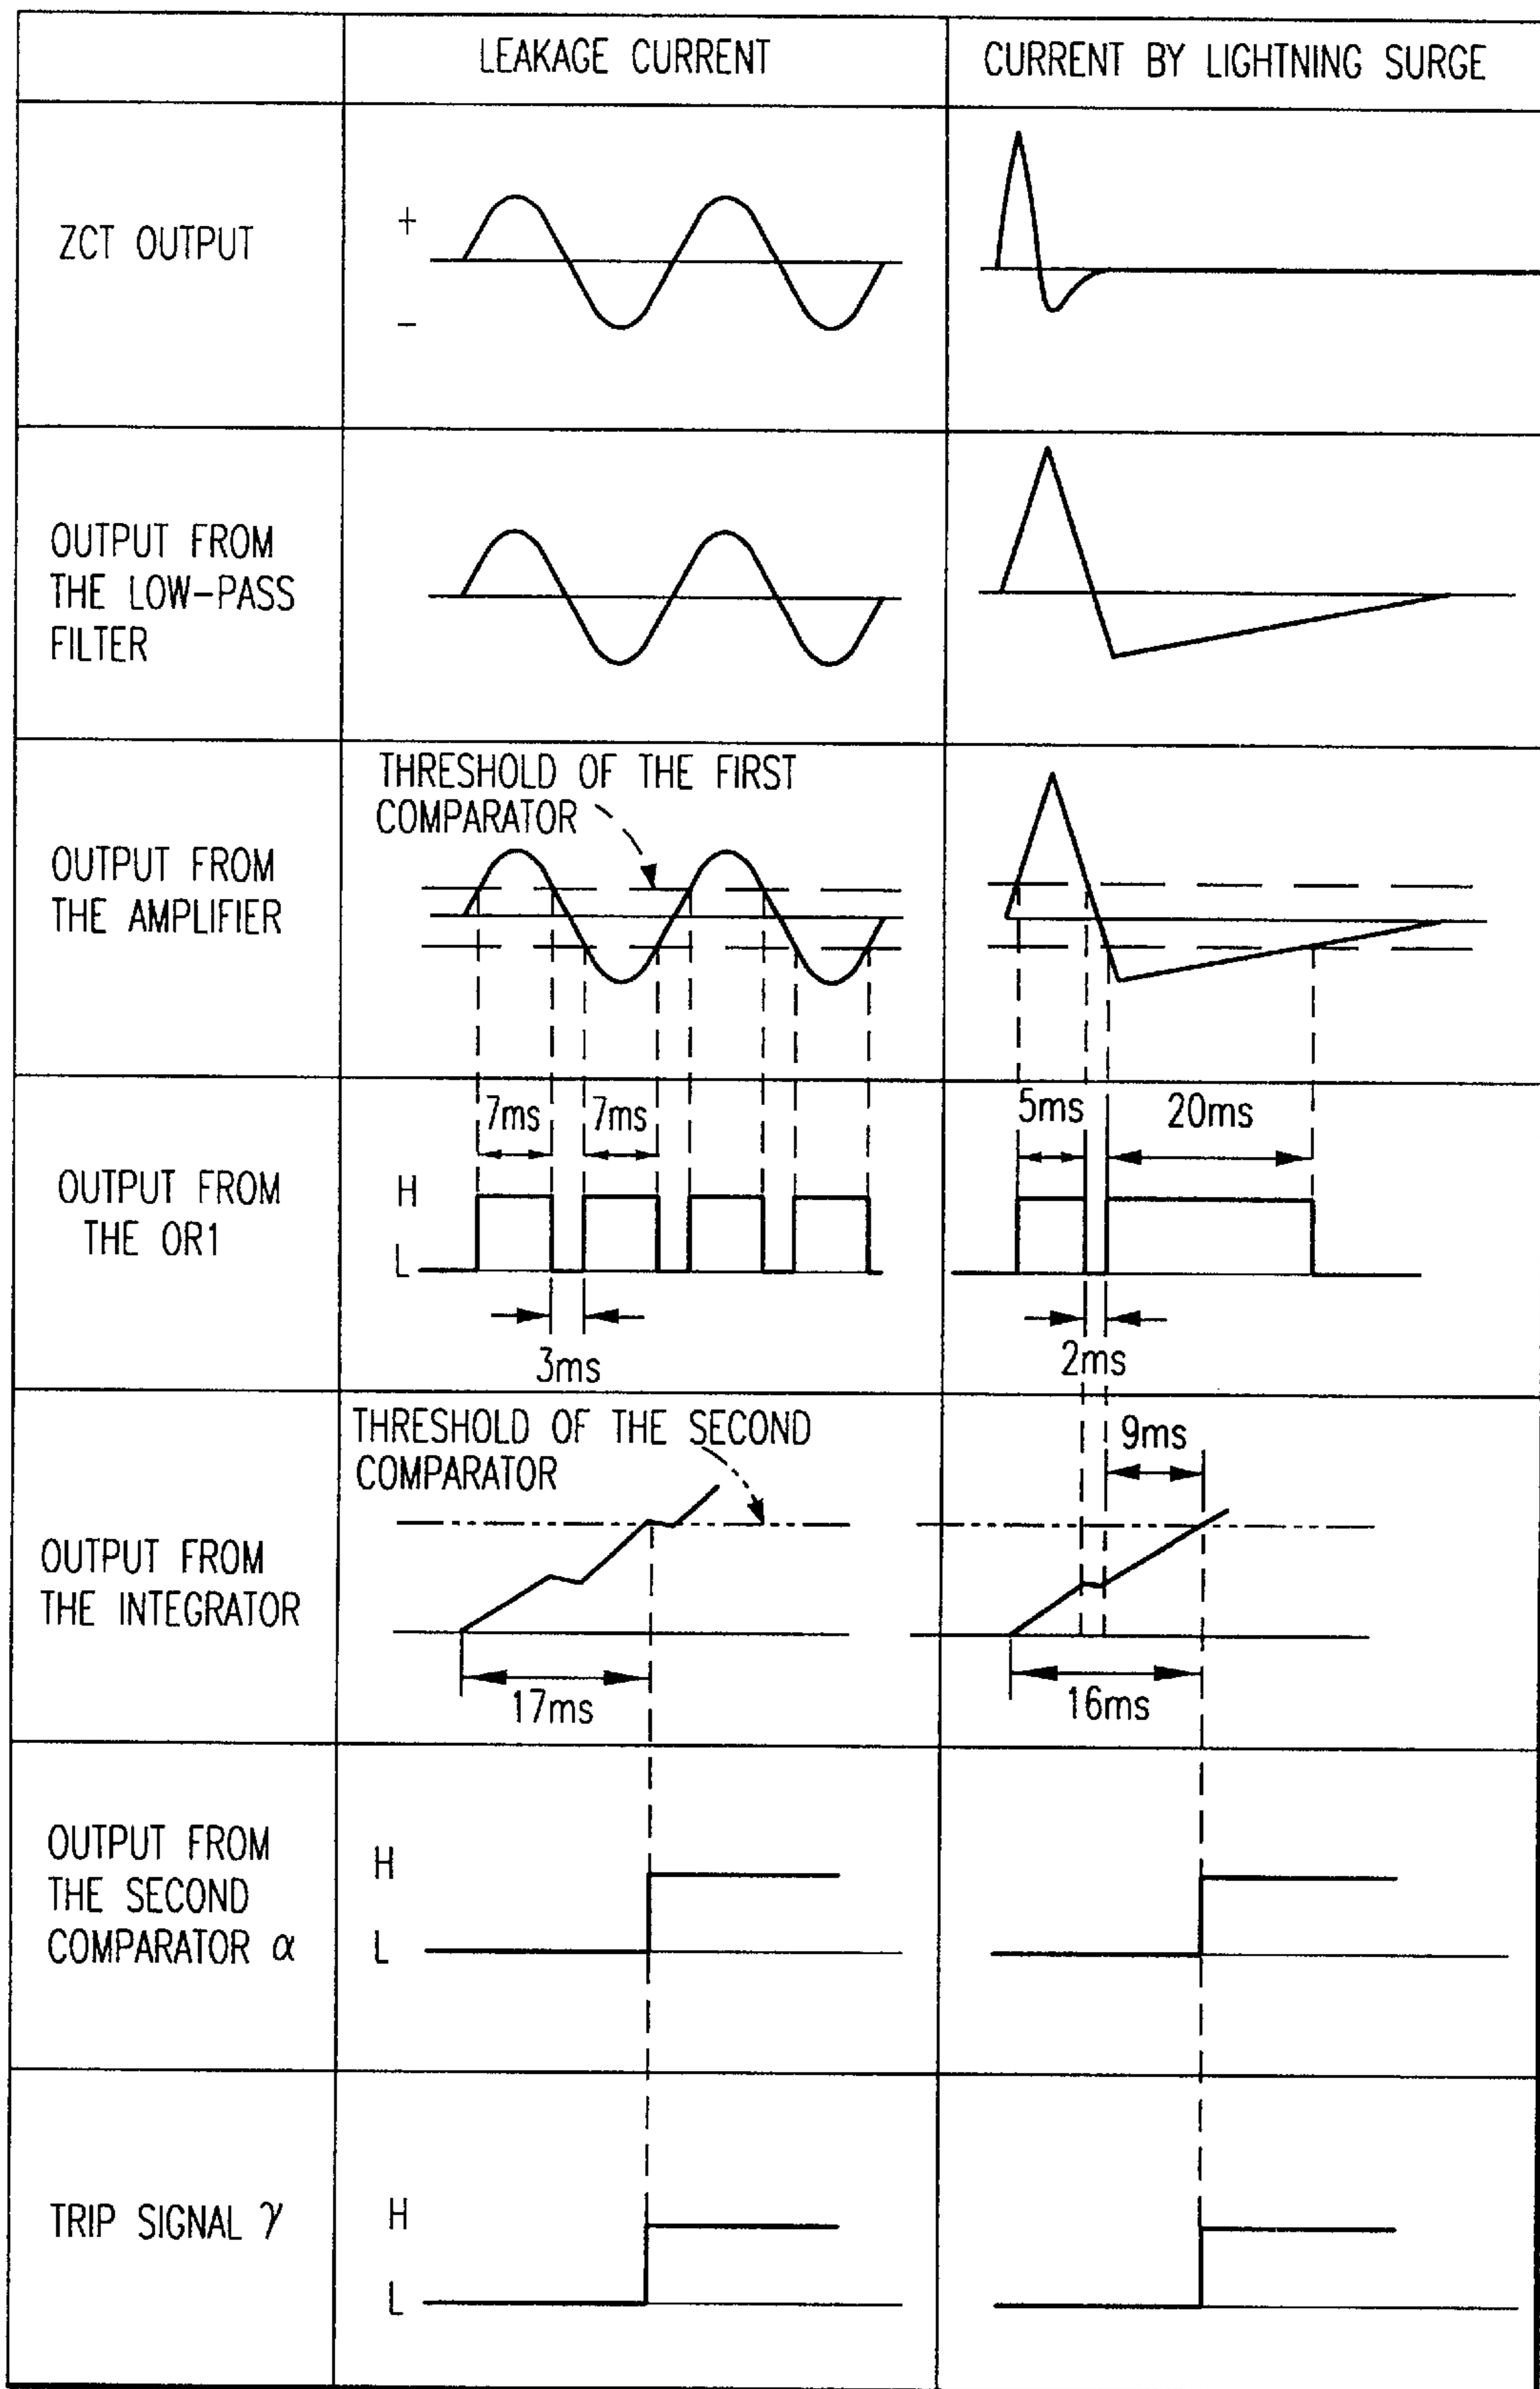 LEAKAGE CURRENT
CURRENT BY LIGHTNING SURGE
ZCT OUTPUT
+
−
OUTPUT FROM
THE LOW-PASS
FILTER
OUTPUT FROM
THE AMPLIFIER
THRESHOLD OF THE FIRST
COMPARATOR
OUTPUT FROM
THE OR1
H
L
7ms
7ms
3ms
5ms
20ms
2ms
OUTPUT FROM
THE INTEGRATOR
THRESHOLD OF THE SECOND
COMPARATOR
17ms
9ms
16ms
OUTPUT FROM
THE SECOND
COMPARATOR α
H
L
TRIP SIGNAL γ
H
L